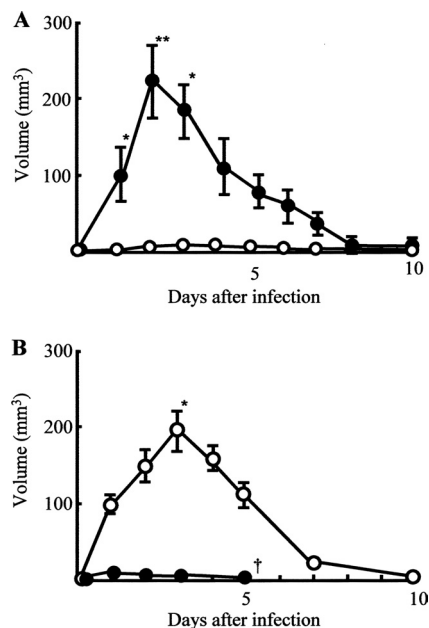 A
300
**
*
200
Volume (mm³)
*
100
5
10
Days after infection
B
300
*
200
Volume (mm³)
100
†
5
10
Days after infection